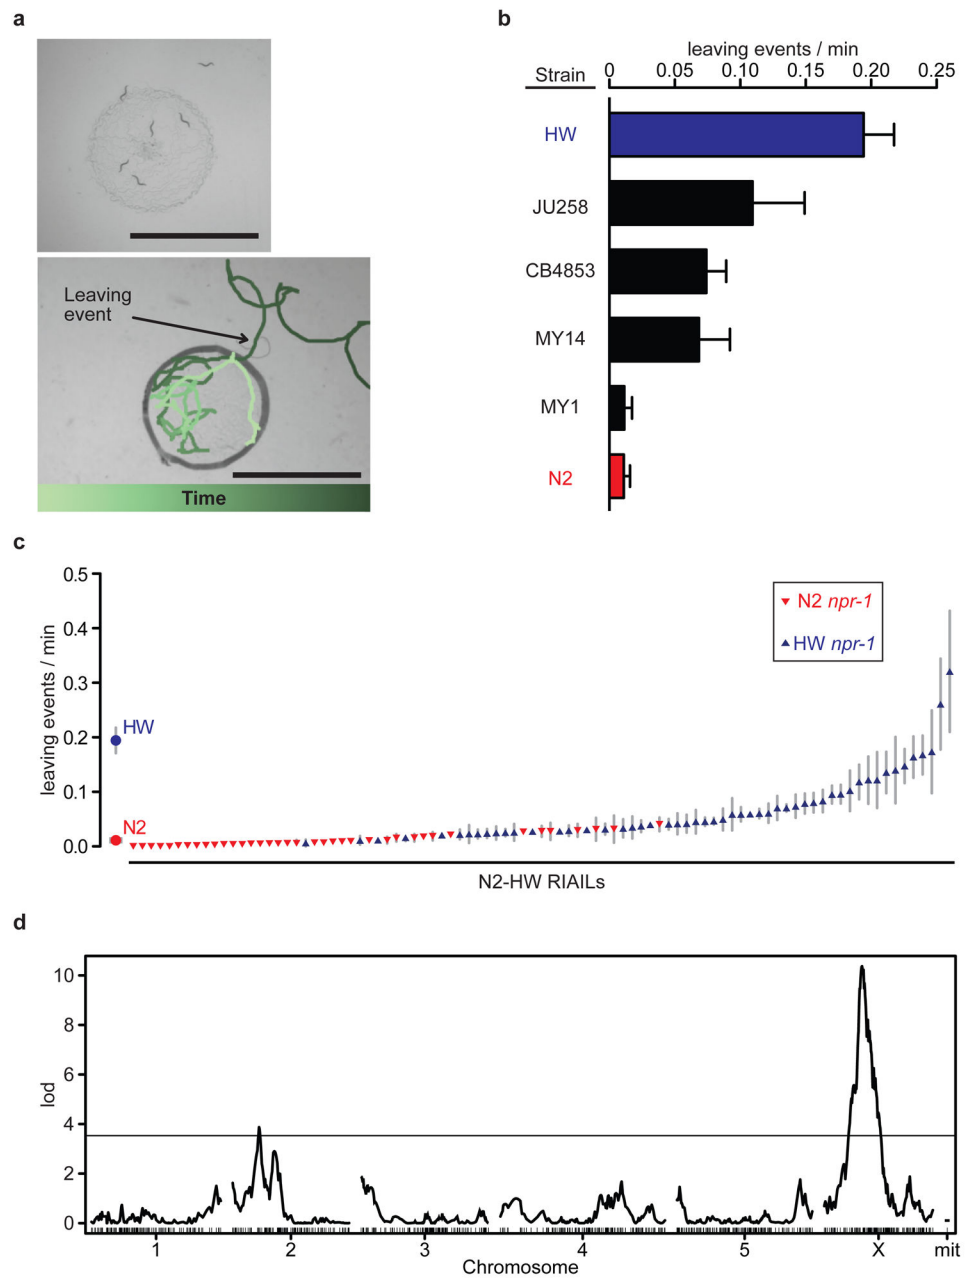 a
Leaving
event
Time
b
leaving events / min
Strain
0 0.05 0.10 0.15 0.20 0.25
HW
JU258
CB4853
MY14
MY1
N2
c
leaving events / min
0.5
0.4
0.3
0.2
0.1
0.0
HW
N2
N2 npr-1
HW npr-1
N2-HW RIAILs
d
lod
10
8
6
4
2
0
1 2 3 4 5 X mit
Chromosome